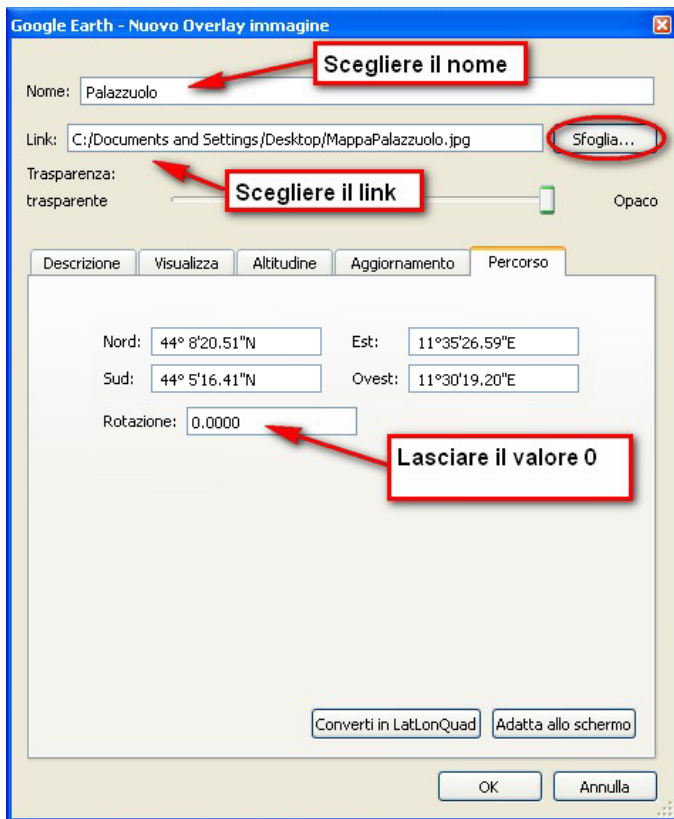 Google Earth - Nuovo Overlay immagine
Scegliere il nome
Nome: Palazzuolo
Link: C:/Documents and Settings/Desktop/MappaPalazzuolo.jpg Sfoglia...
Trasparenza:
Scegliere il link
trasparente Opaco
Descrizione Visualizza Altitudine Aggiornamento Percorso
Nord: 44° 8'20.51"N Est: 11°35'26.59"E
Sud: 44° 5'16.41"N Ovest: 11°30'19.20"E
Rotazione: 0.0000
Lasciare il valore 0
Converti in LatLonQuad Adatta allo schermo
OK Annulla